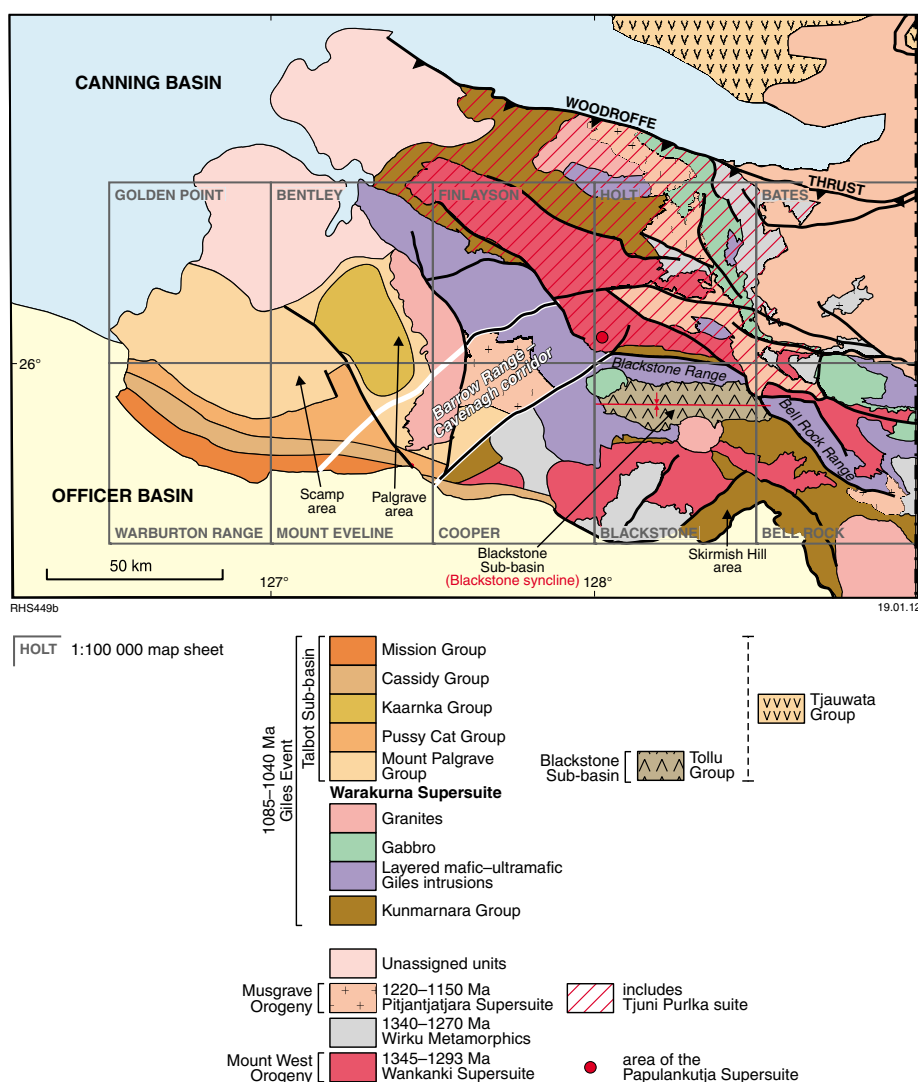 CANNING BASIN
WOODROFFE
THRUST
GOLDEN POINT
BENTLEY
FINLAYSON
HOLT
BATES
26°
Barrow Range
Cavenagh corridor
Blackstone Range
Bell Rock Range
Scamp
area
Palgrave
area
OFFICER BASIN
WARBURTON RANGE
MOUNT EVELINE
COOPER
BLACKSTONE
BELL ROCK
Blackstone
Sub-basin
(Blackstone syncline)
Skirmish Hill
area
50 km
127°
128°
RHS449b
19.01.12
HOLT
1:100 000 map sheet
1085–1040 Ma
Giles Event
Talbot Sub-basin
Mission Group
Cassidy Group
Kaarnka Group
Pussy Cat Group
Mount Palgrave
Group
Blackstone
Sub-basin
Tollu
Group
Tjauwata
Group
Warakurna Supersuite
Granites
Gabbro
Layered mafic–ultramafic
Giles intrusions
Kunmarnara Group
Unassigned units
Musgrave
Orogeny
1220–1150 Ma
Pitjantjatjara Supersuite
includes
Tjuni Purlka suite
1340–1270 Ma
Wirku Metamorphics
Mount West
Orogeny
1345–1293 Ma
Wankanki Supersuite
area of the
Papulankutja Supersuite